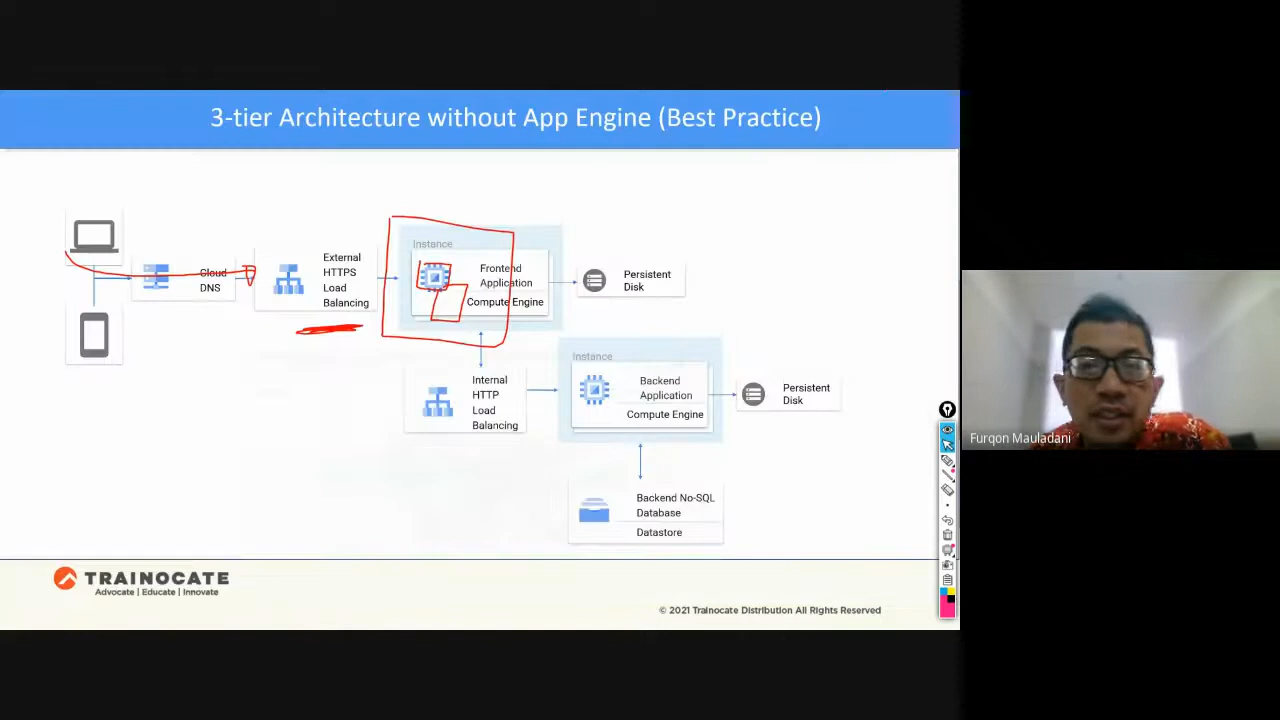 3-tier Architecture without App Engine (Best Practice)
Cloud
DNS
External
HTTPS
Load
Balancing
Instance
Frontend
Application
Compute Engine
Persistent
Disk
Internal
HTTP
Load
Balancing
Instance
Backend
Application
Compute Engine
Persistent
Disk
Backend No-SQL
Database
Datastore
Furqon Mauladani
TRAINOCATE
Advocate | Educate | Innovate
© 2021 Trainocate Distribution All Rights Reserved